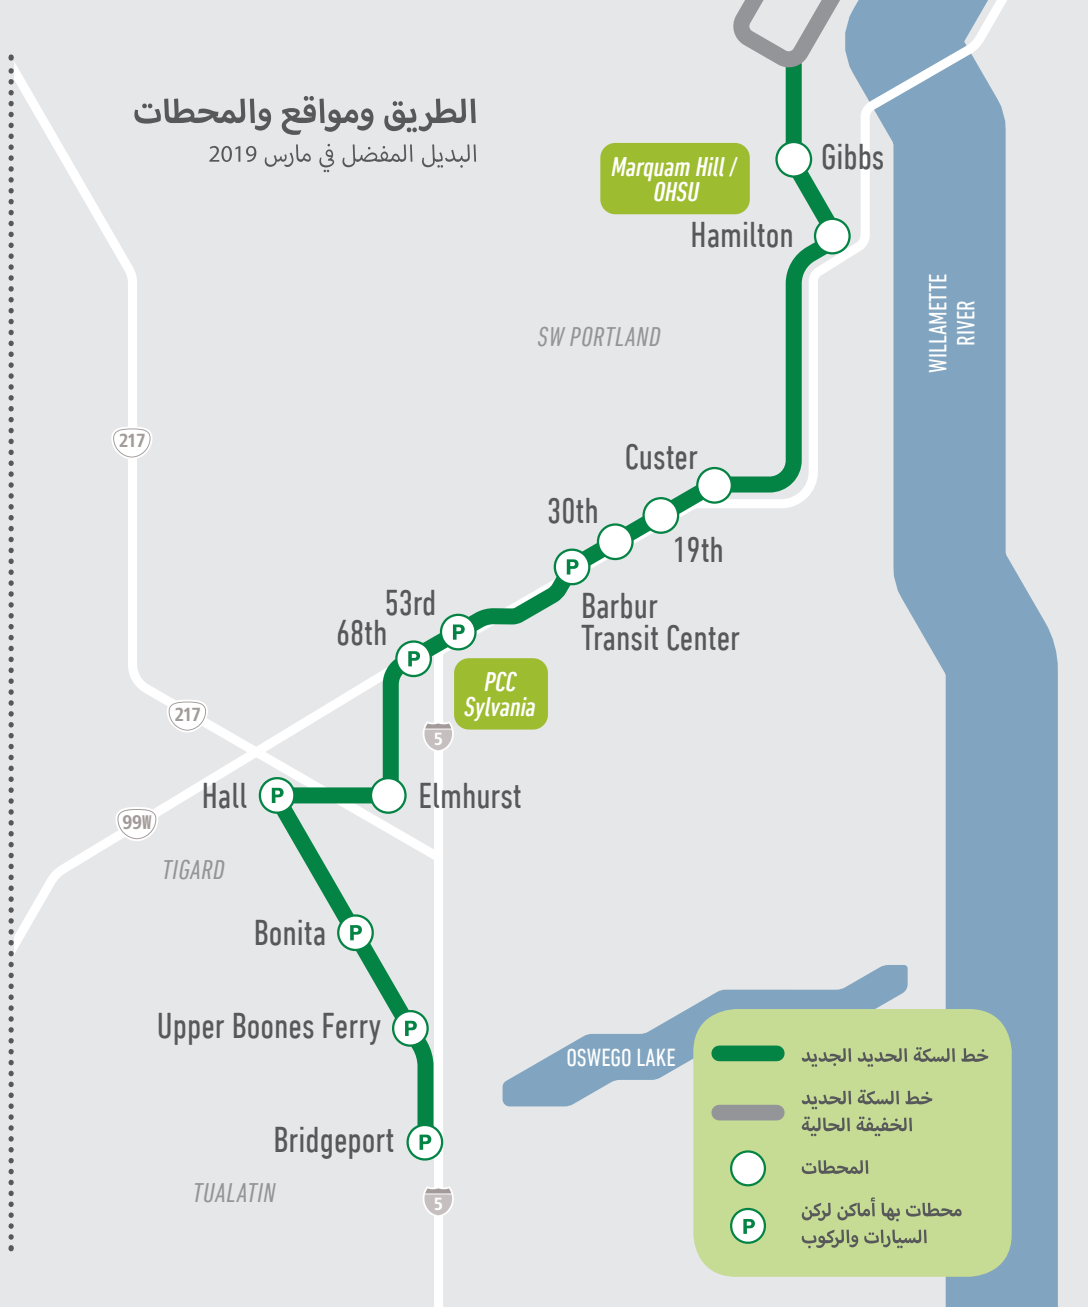 الطريق ومواقع والمحطات
البديل المفضل في مارس 2019
Gibbs
Marquam Hill /
OHSU
Hamilton
WILLAMETTE
RIVER
SW PORTLAND
217
Custer
30th
19th
53rd
Barbur
Transit Center
68th
PCC
Sylvania
217
5
Hall
Elmhurst
99W
TIGARD
Bonita
Upper Boones Ferry
OSWEGO LAKE
Bridgeport
TUALATIN
5
خط السكة الحديد الجديد
خط السكة الحديد
الخفيفة الحالية
المحطات
محطات بها أماكن لركن
السيارات والركوب
P
P
P
P
P
P
P
P